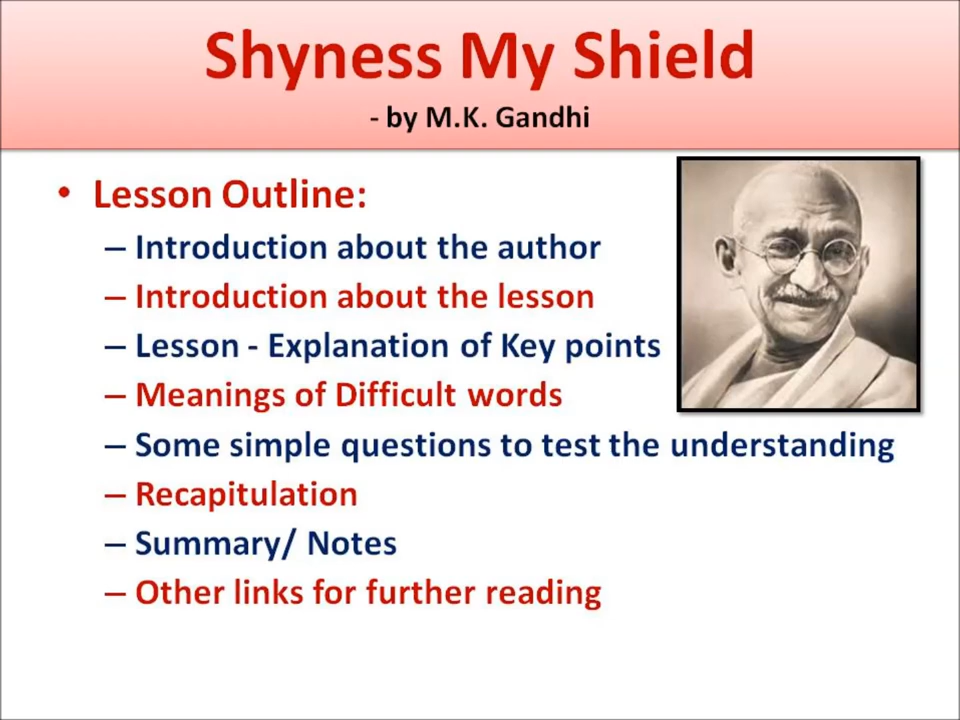 Shyness My Shield
- by M.K. Gandhi
• Lesson Outline:
– Introduction about the author
– Introduction about the lesson
– Lesson - Explanation of Key points
– Meanings of Difficult words
– Some simple questions to test the understanding
– Recapitulation
– Summary/ Notes
– Other links for further reading